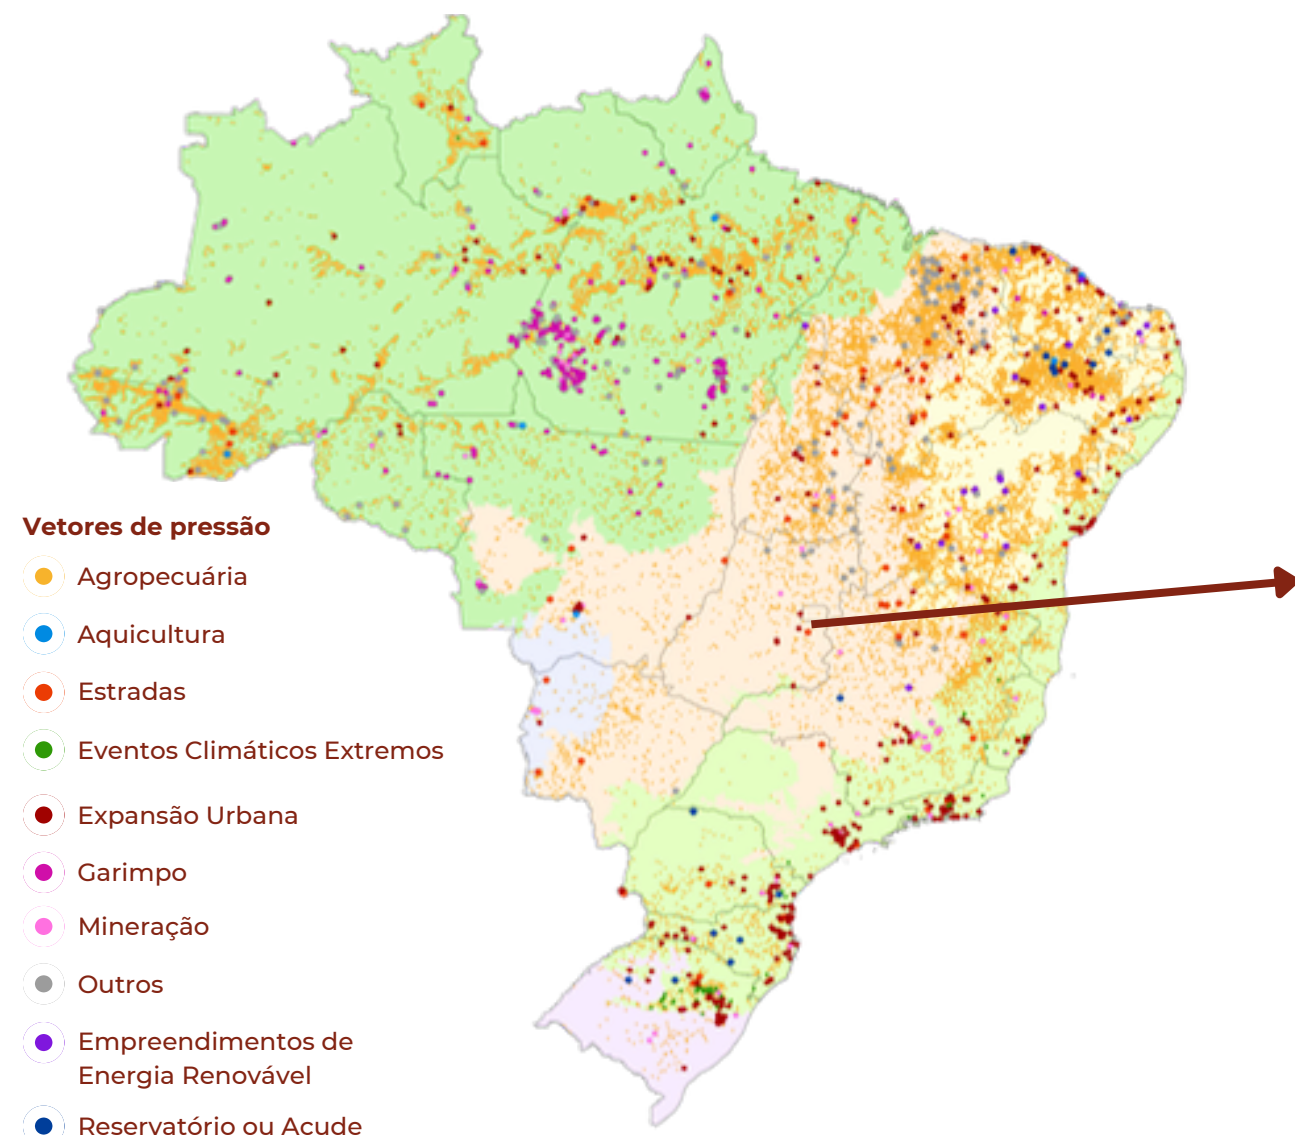 Vetores de pressão
Agropecuária
Aquicultura
Estradas
Eventos Climáticos Extremos
Expansão Urbana
Garimpo
Mineração
Outros
Empreendimentos de
Energia Renovável
Reservatório ou Acude